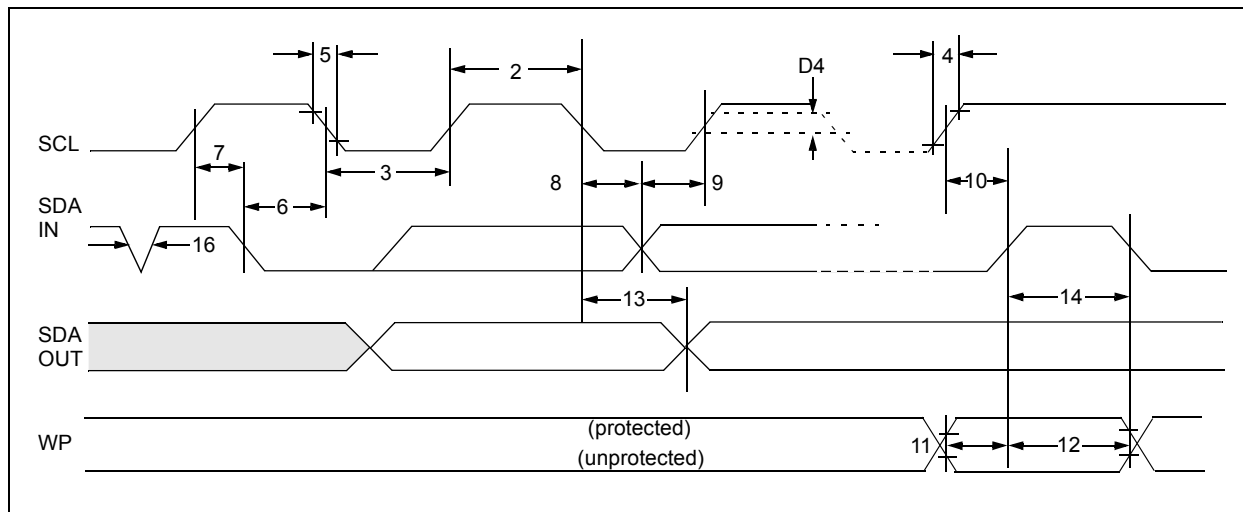 5
2
D4
4
SCL
7
3
8
9
10
SDA
IN
6
16
13
14
SDA
OUT
WP
(protected)
(unprotected)
11
12